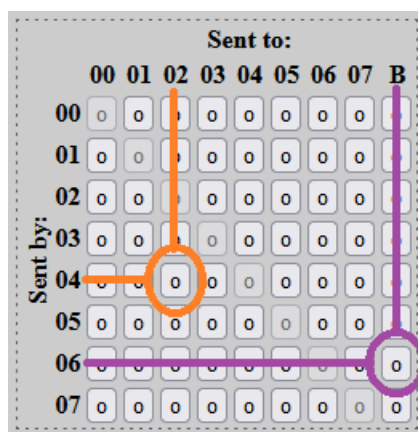 Sent to:
00 01 02 03 04 05 06 07 B
Sent by:
00 o o o o o o o o o
01 o o o o o o o o o
02 o o o o o o o o o
03 o o o o o o o o o
04 o o o o o o o o o
05 o o o o o o o o o
06 o o o o o o o o o
07 o o o o o o o o o